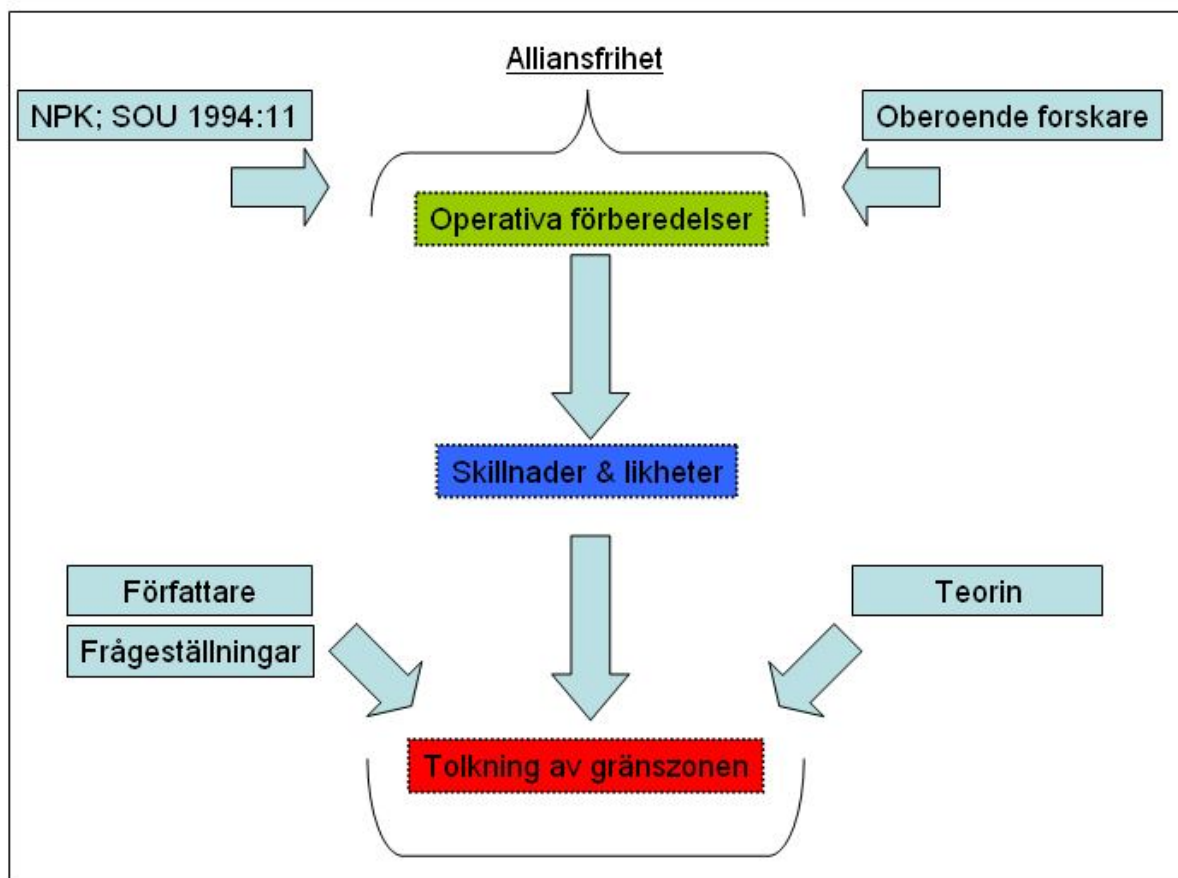 Alliansfrihet
NPK; SOU 1994:11
Oberoende forskare
Operativa förberedelser
Skillnader & likheter
Författare
Teorin
Frågeställningar
Tolkning av gränszonen